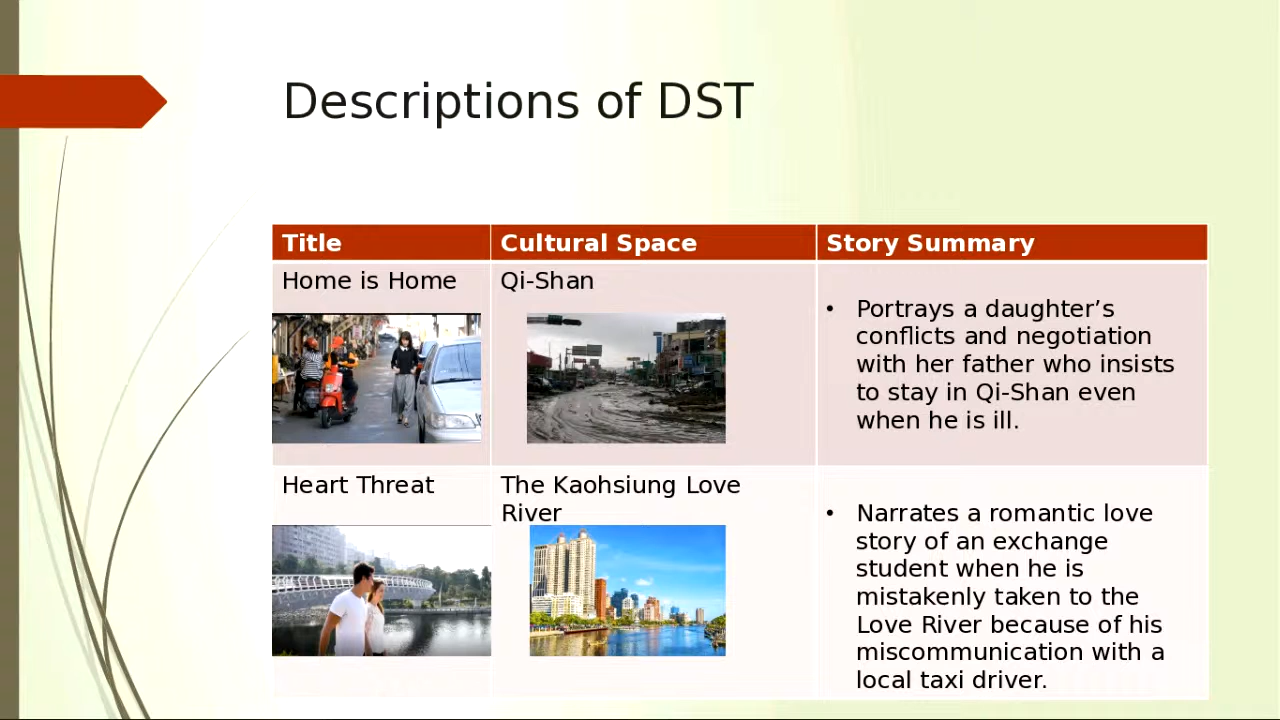 Descriptions of DST
Title
Cultural Space
Story Summary
Home is Home
Qi-Shan
• Portrays a daughter’s
conflicts and negotiation
with her father who insists
to stay in Qi-Shan even
when he is ill.
Heart Threat
The Kaohsiung Love
River
• Narrates a romantic love
story of an exchange
student when he is
mistakenly taken to the
Love River because of his
miscommunication with a
local taxi driver.